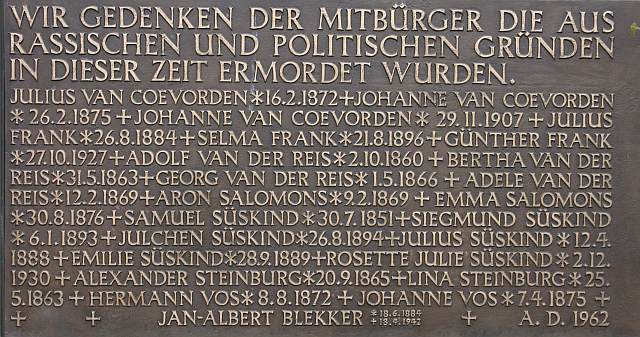 WIR GEDENKEN DER MITBÜRGER DIE AUS
RASSISCHEN UND POLITISCHEN GRÜNDEN
IN DIESER ZEIT ERMORDET WURDEN.
JULIUS VAN COEVORDEN*16.2.1872+JOHANNE VAN COEVORDEN
* 26.2.1875 + JOHANNE VAN COEVORDEN * 29.11.1907 + JULIUS
FRANK*26.8.1884+SELMA FRANK*21.8.1896+GÜNTHER FRANK
*27.10.1927+ADOLF VAN DER REIS*2.10.1860 + BERTHA VAN DER
REIS*31.5.1863+GEORG VAN DER REIS*1.5.1866 + ADELE VAN DER
REIS*12.2.1869+ARON SALOMONS*9.2.1869 + EMMA SALOMONS
*30.8.1876+SAMUEL SÜSKIND*30.7.1851+SIEGMUND SÜSKIND
*6.1.1893+JULCHEN SÜSKIND*26.8.1894+JULIUS SÜSKIND*12.4.
1888+EMILIE SÜSKIND*28.9.1889+ROSETTE JULIE SÜSKIND*2.12.
1930 +ALEXANDER STEINBURG*20.9.1865+LINA STEINBURG*25.
5.1863+ HERMANN VOS*8.8.1872 + JOHANNE VOS*7.4.1875 +
+ + JAN-ALBERT BLEKKER *18.6.1884 + A. D. 1962
+18.4.1942